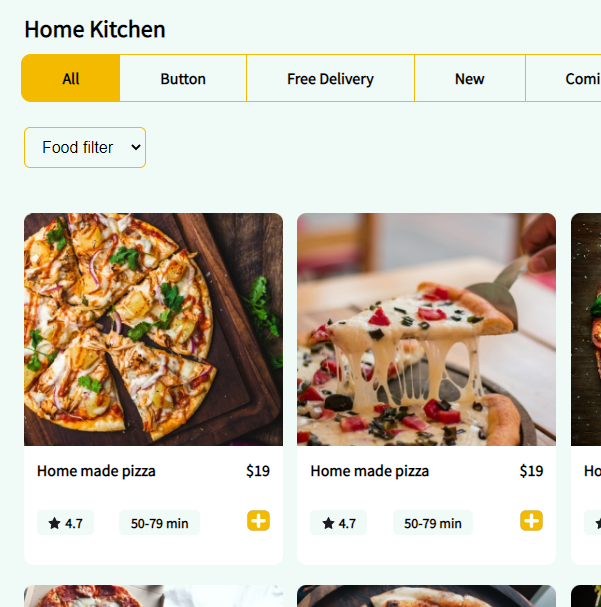 Home Kitchen
All Button Free Delivery New Comi
Food filter
Home made pizza $19 Home made pizza $19 Ho
4.7 50-79 min 4.7 50-79 min